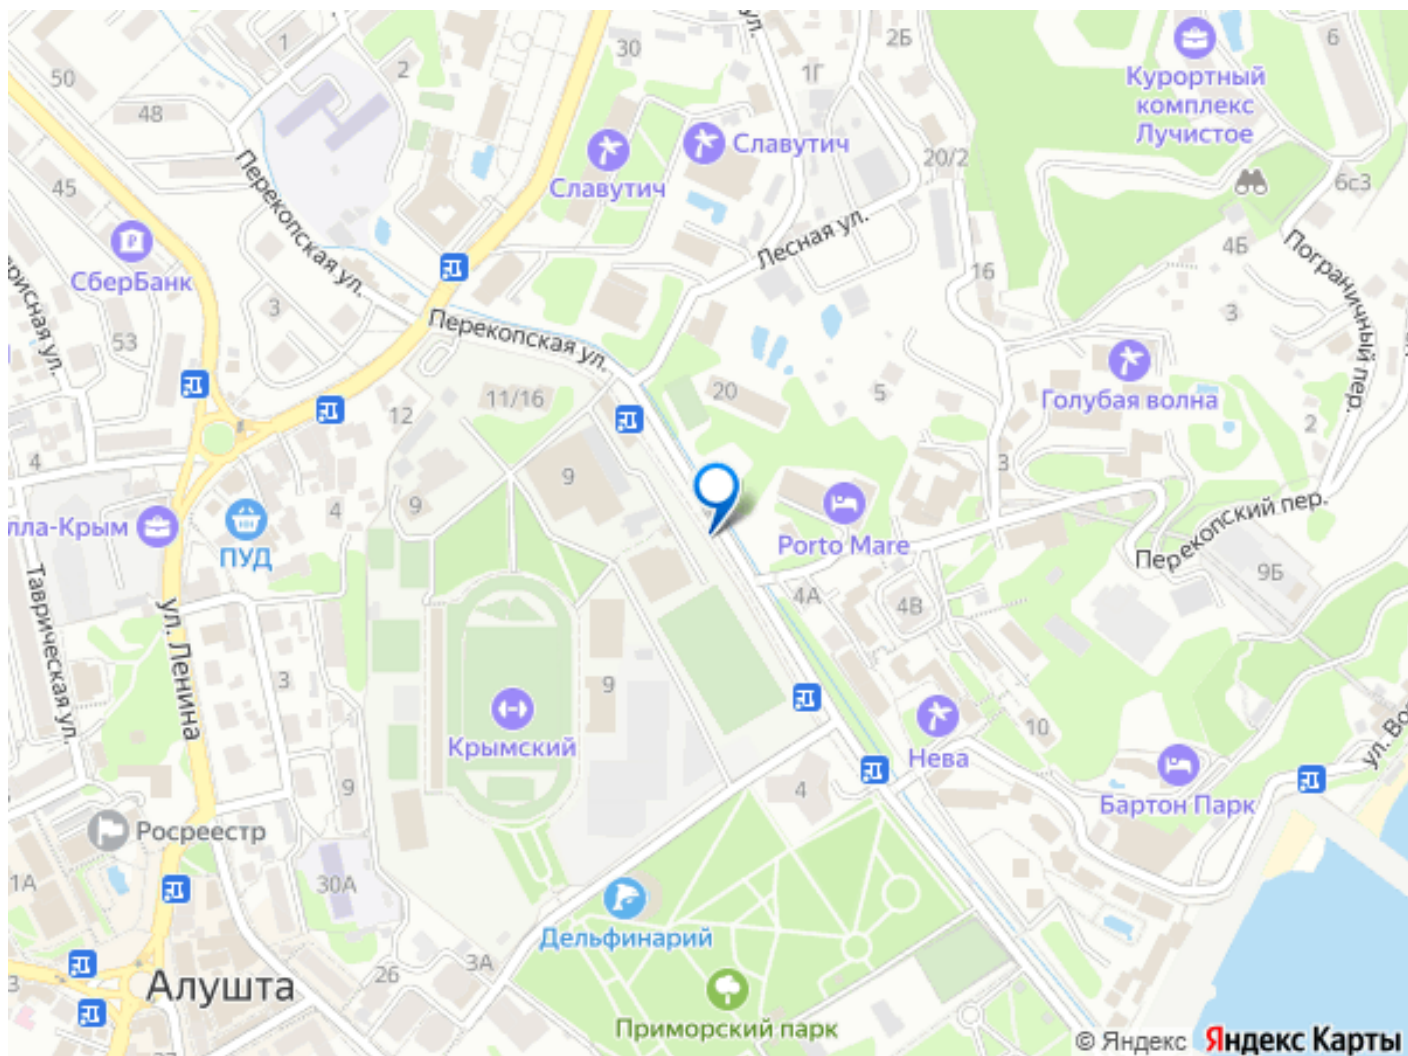 ул.
2Б
30
1
2
1Г
6
50
48
Курортный
комплекс
Лучистое
Славутич
Славутич
20/2
45
6с3
Перекопская ул.
Лесная ул.
4Б
Пограничный пер.
СберБанк
16
3
3
53
Перекопская ул.
20
5
11/16
12
Голубая волна
2
4
3
9
9
4
Перекопский пер.
ПУД
Porto Mare
9Б
4А
4В
Таврическая ул.
ул. Ленина
3
9
Крымский
10
Нева
9
4
Бартон Парк
Росреестр
1А
30А
Дельфинарий
3А
26
3
Алушта
Приморский парк
© Яндекс
Яндекс Карты